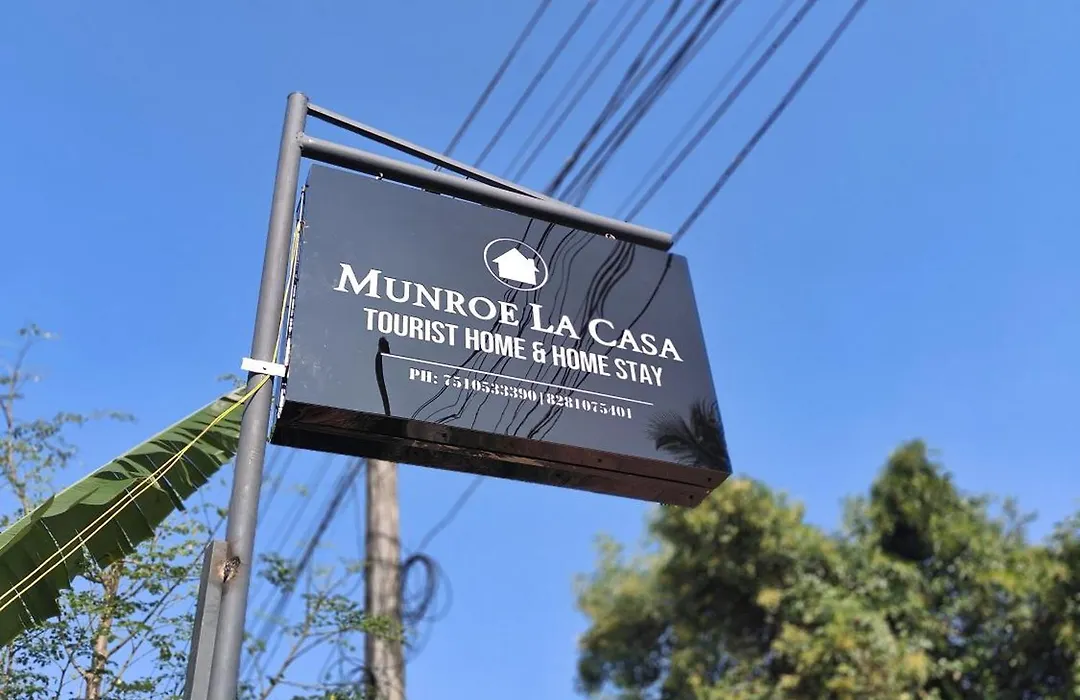 MUNROE LA CASA
TOURIST HOME & HOME STAY
PH: 7510533390|8281075401